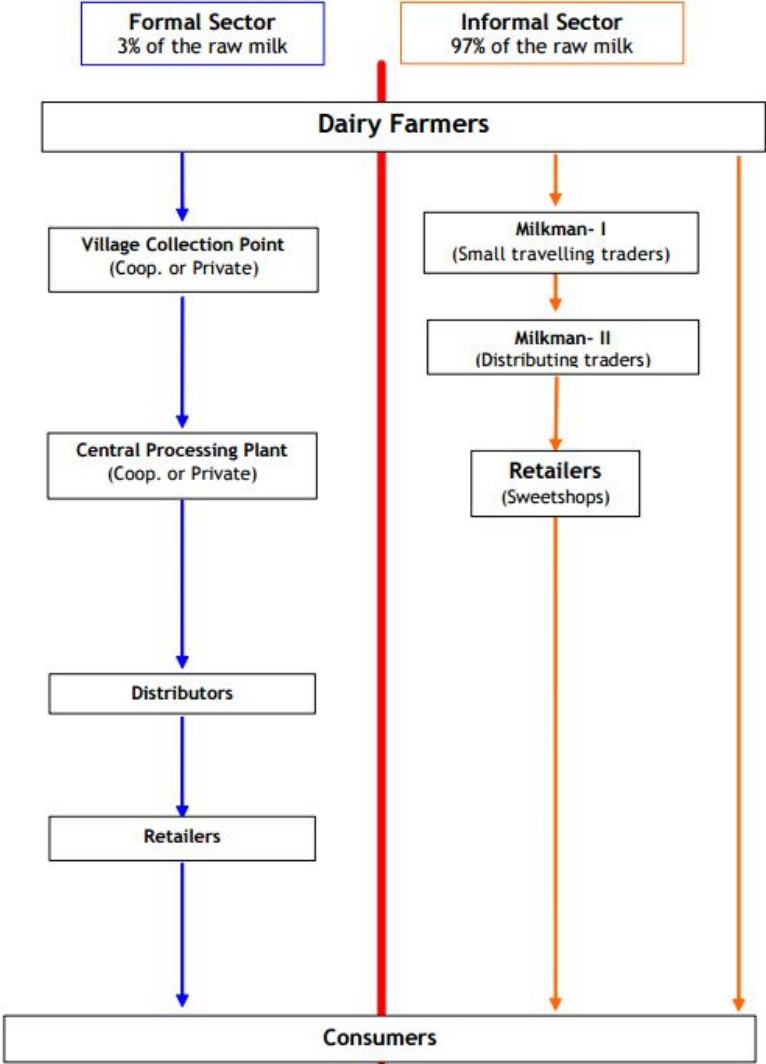 Formal Sector
3% of the raw milk
Informal Sector
97% of the raw milk
Dairy Farmers
Village Collection Point
(Coop. or Private)
Milkman- I
(Small travelling traders)
Milkman- II
(Distributing traders)
Central Processing Plant
(Coop. or Private)
Retailers
(Sweetshops)
Distributors
Retailers
Consumers